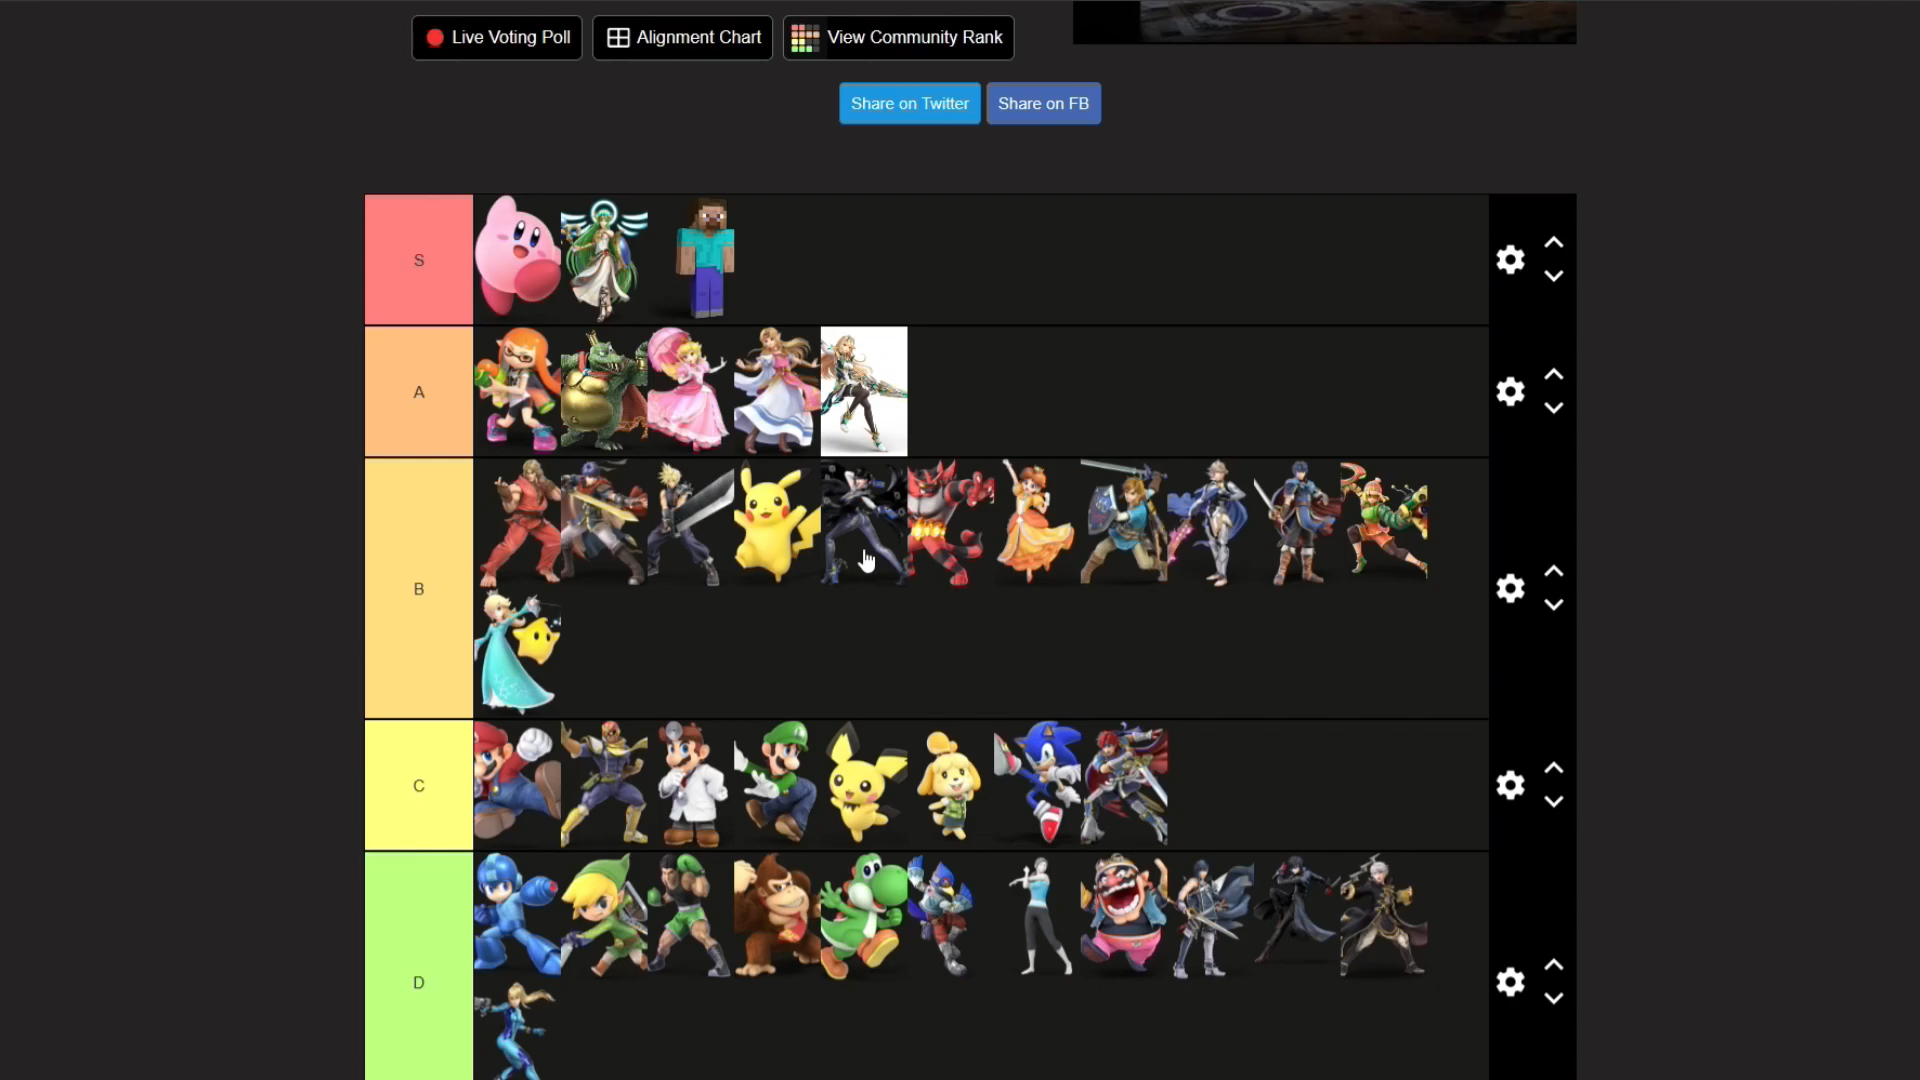 Live Voting Poll
Alignment Chart
View Community Rank
Share on Twitter
Share on FB
S
A
B
C
D